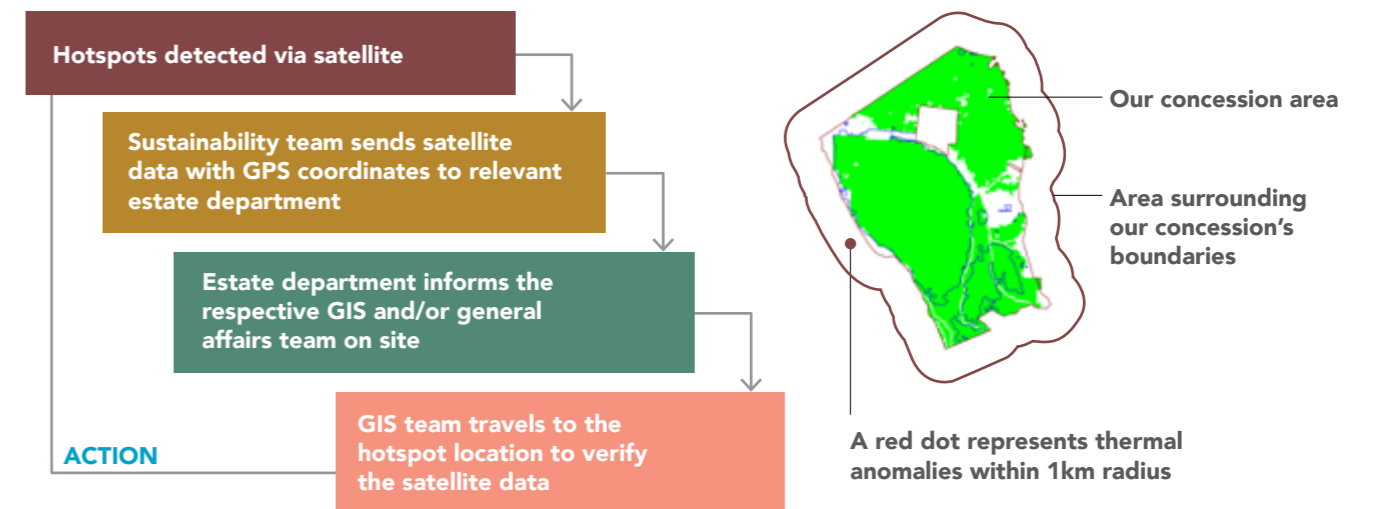 Hotspots detected via satellite
Sustainability team sends satellite
data with GPS coordinates to relevant
estate department
Estate department informs the
respective GIS and/or general
affairs team on site
GIS team travels to the
hotspot location to verify
the satellite data
ACTION
Our concession area
Area surrounding
our concession’s
boundaries
A red dot represents thermal
anomalies within 1km radius